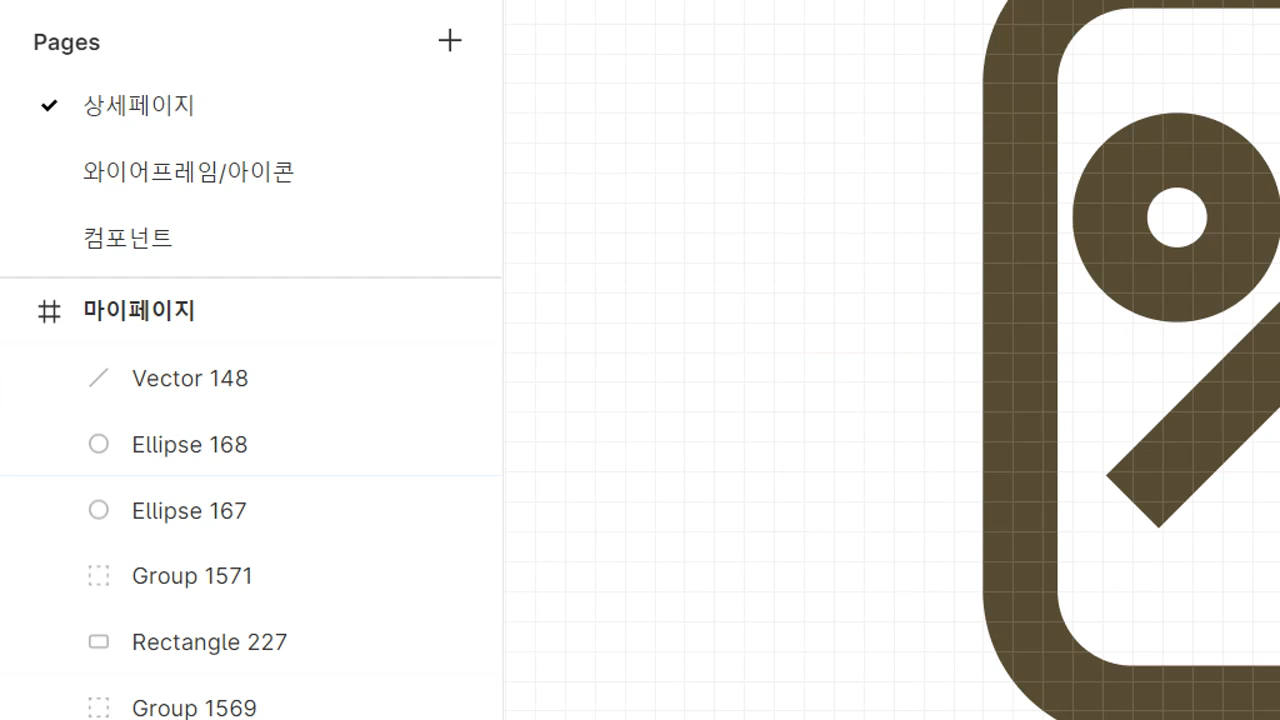 Pages
상세페이지
와이어프레임/아이콘
컴포넌트
마이페이지
Vector 148
Ellipse 168
Ellipse 167
Group 1571
Rectangle 227
Group 1569